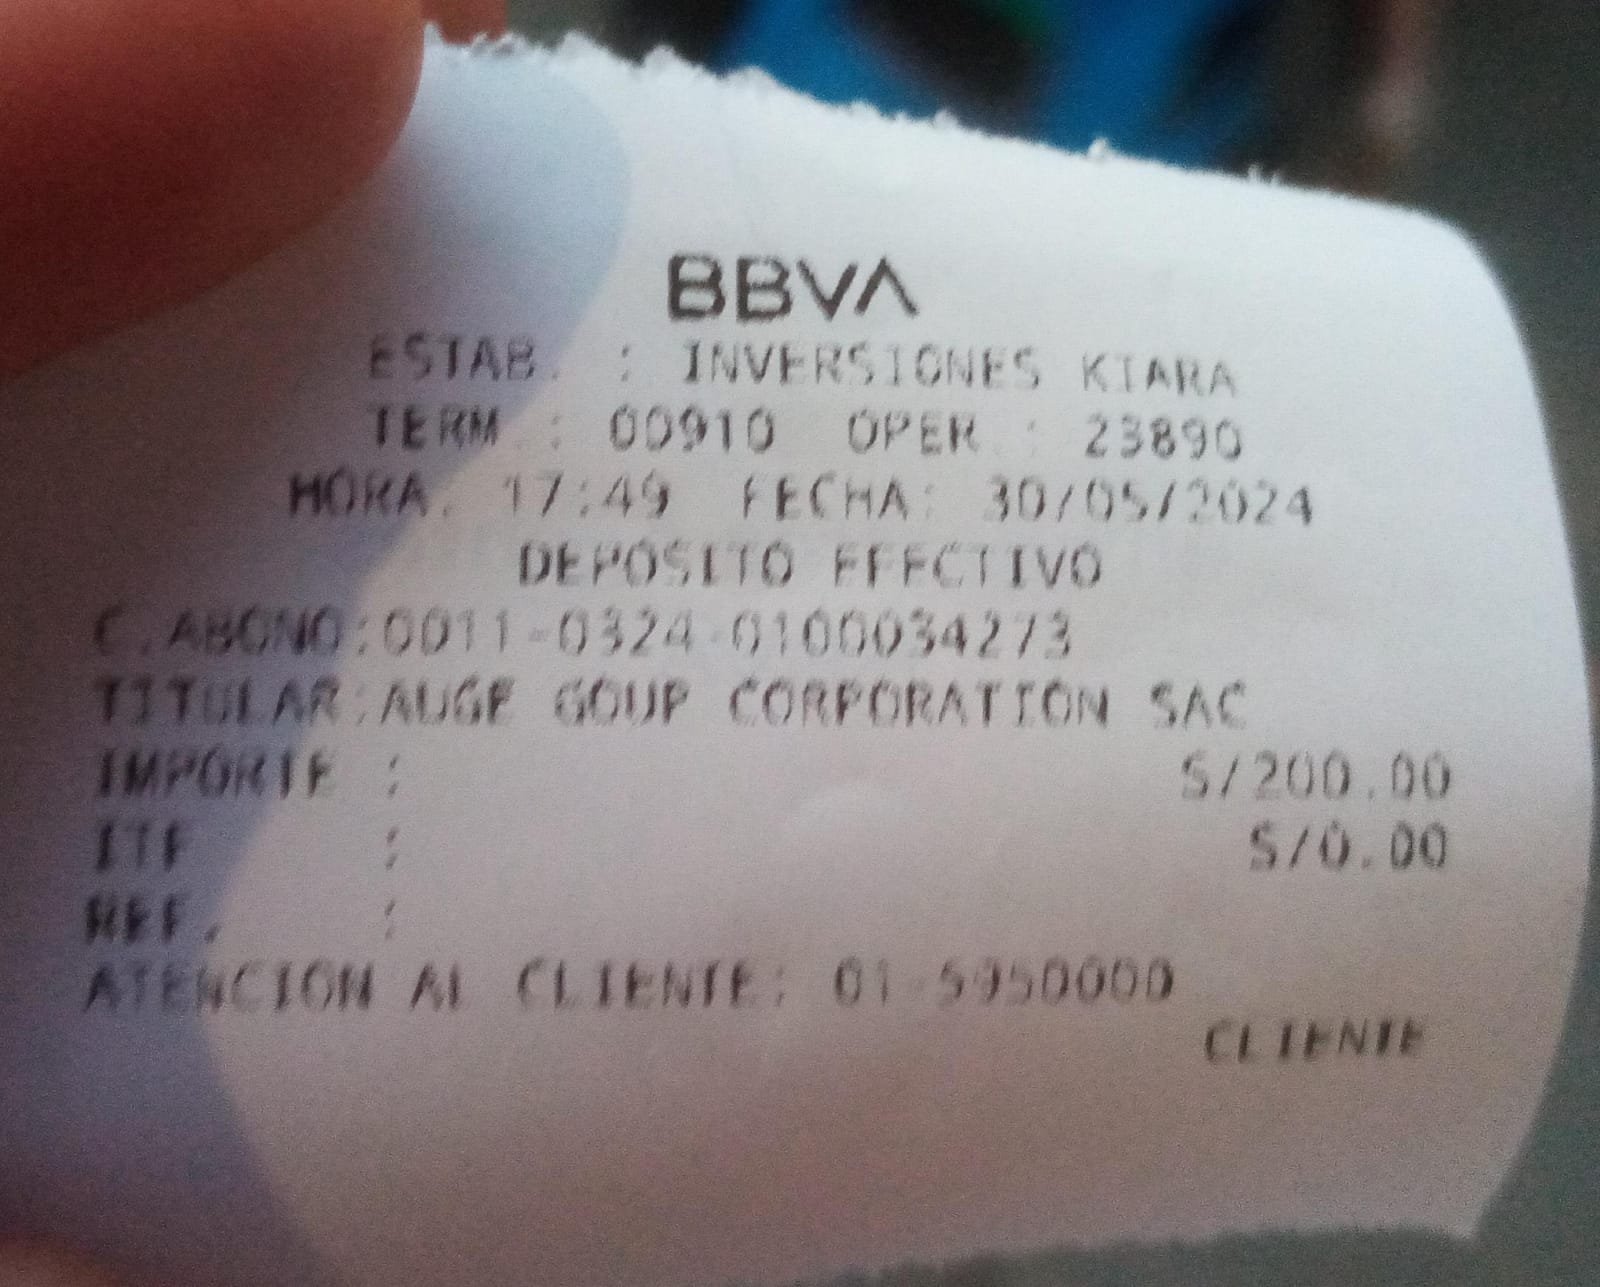 BBVA
ESTAB. : INVERSIONES KIARA
TERM : 00910 OPER : 23890
HORA: 17:49 FECHA: 30/05/2024
DEPOSITO EFECTIVO
C.ABONO:0011-0324-0100034273
TITULAR:AUGE GOUP CORPORATION SAC
IMPORTE : S/200.00
ITF : S/0.00
REF. :
ATENCION AL CLIENTE: 01-5950000
CLIENTE